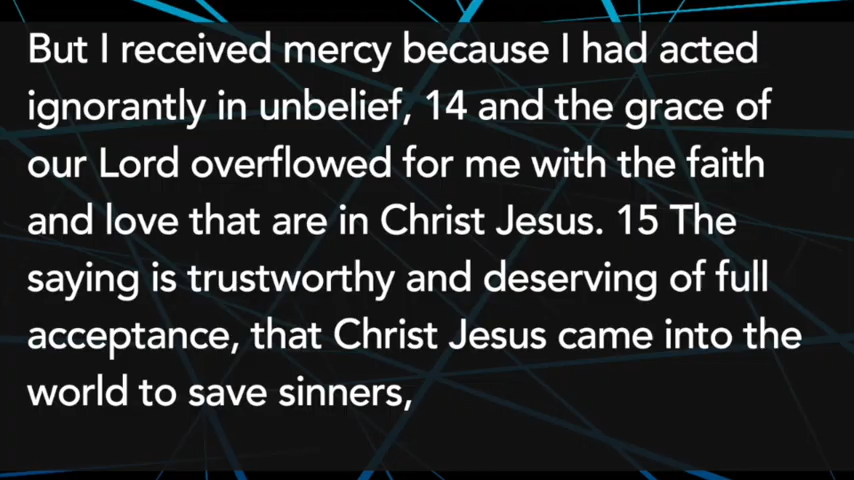 But I received mercy because I had acted
ignorantly in unbelief, 14 and the grace of
our Lord overflowed for me with the faith
and love that are in Christ Jesus. 15 The
saying is trustworthy and deserving of full
acceptance, that Christ Jesus came into the
world to save sinners,